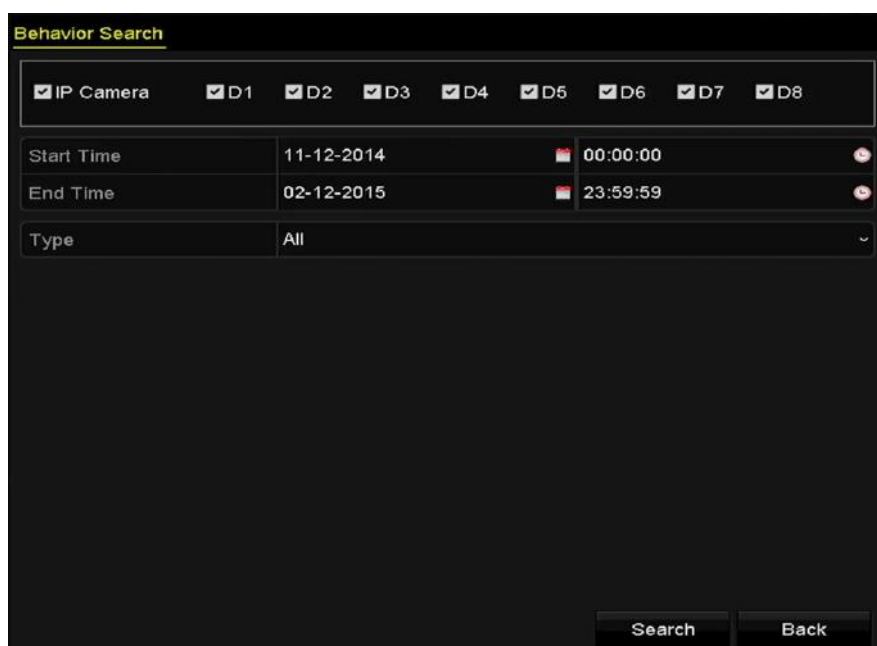 Behavior Search
IP Camera D1 D2 D3 D4 D5 D6 D7 D8
Start Time 11-12-2014 00:00:00
End Time 02-12-2015 23:59:59
Type All
Search Back